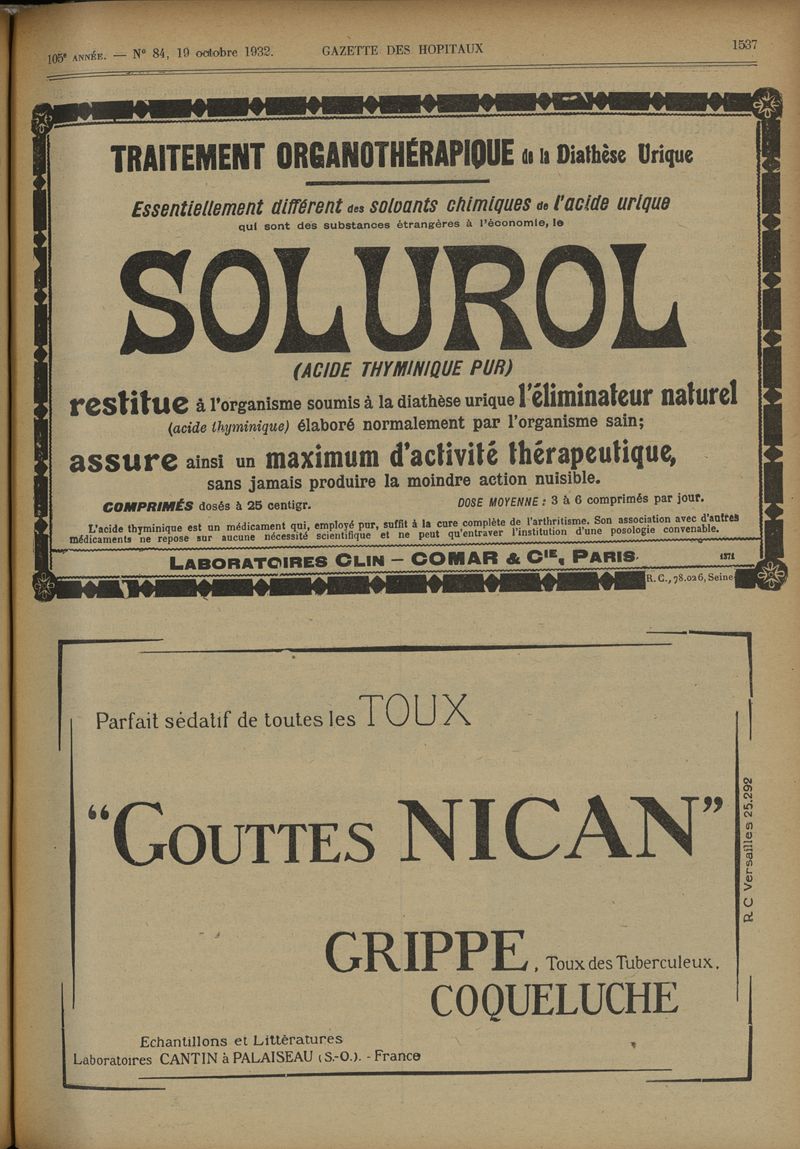 105e ANNÉE. — N° 84, 19 octobre 1932.
GAZETTE DES HOPITAUX
1537
TRAITEMENT ORGANOTHÉRAPIQUE de la Diathèse Urique
Essentiellement différent des solvants chimiques de l'acide urique
qui sont des substances étrangères à l'économie, le
SOLUROL
(ACIDE THYMINIQUE PUR)
restitue à l'organisme soumis à la diathèse urique l'éliminateur naturel
(acide thyminique) élaboré normalement par l'organisme sain;
assure ainsi un maximum d'activité thérapeutique,
sans jamais produire la moindre action nuisible.
COMPRIMÉS dosés à 25 centigr.
DOSE MOYENNE : 3 à 6 comprimés par jour.
L'acide thyminique est un médicament qui, employé pur, suffit à la cure complète de l'arthritisme. Son association avec d'autres
médicaments ne repose sur aucune nécessité scientifique et ne peut qu'entraver l'institution d'une posologie convenable.
LABORATOIRES CLIN — COMAR & CIE, PARIS.
1371
R. C., 78.026, Seine
Parfait sédatif de toutes les TOUX
"GOUTTES NICAN"
GRIPPE, Toux des Tuberculeux.
COQUELUCHE
Echantillons et Littératures
Laboratoires CANTIN à PALAISEAU (S.-O.). - France
R C Versailles 25.292